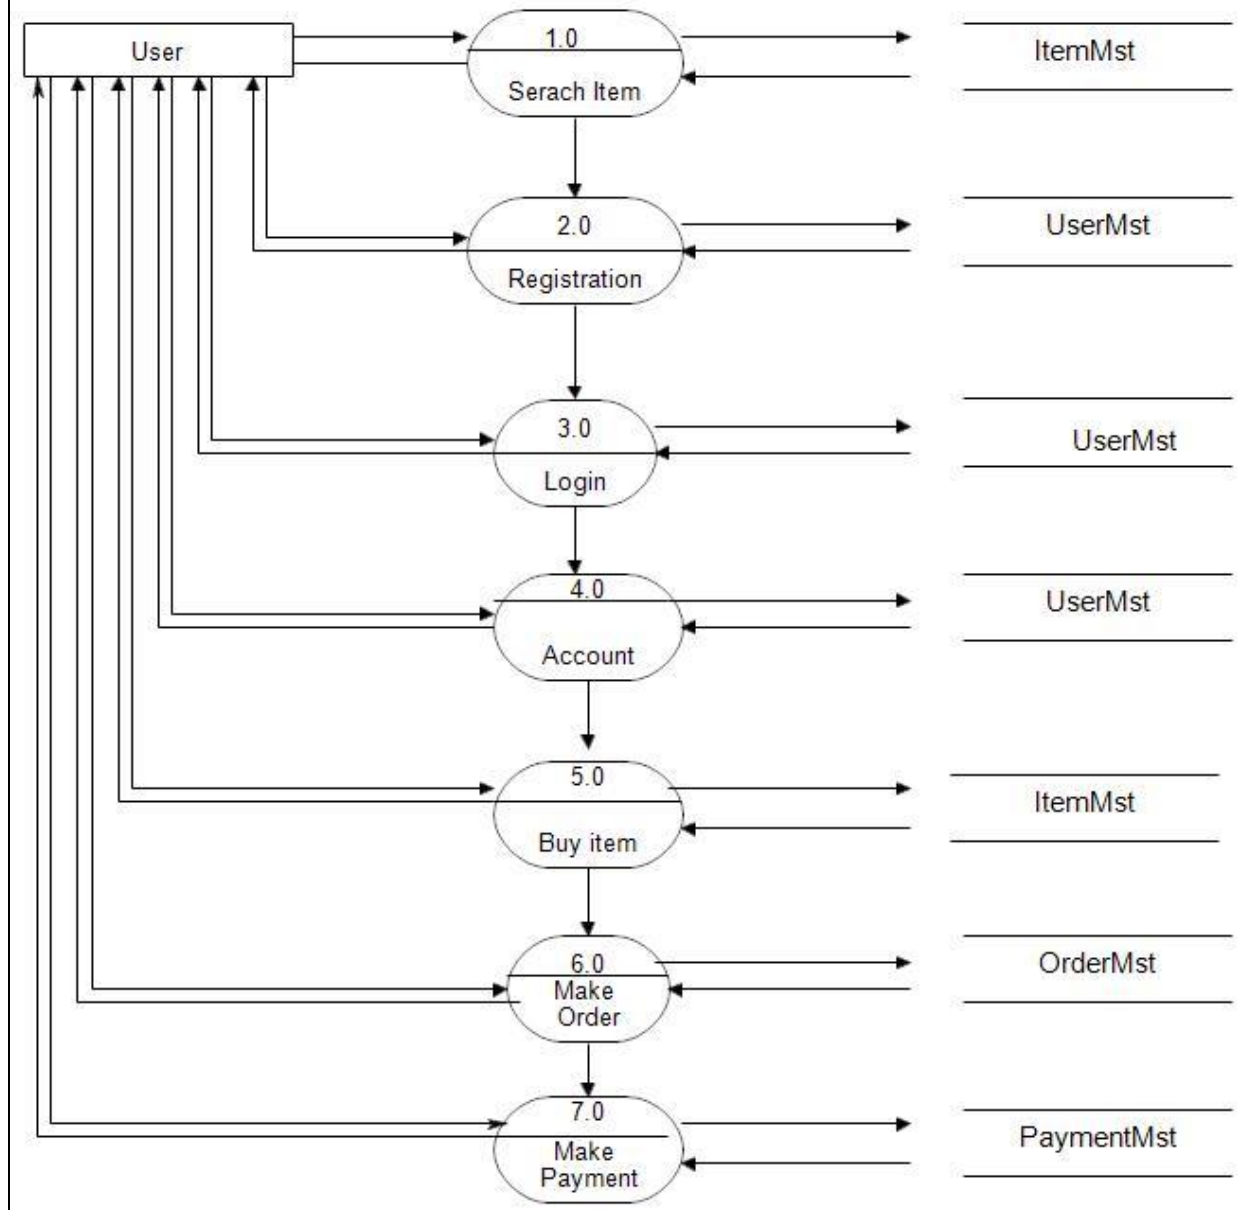 User
1.0
Serach Item
ItemMst
2.0
Registration
UserMst
3.0
Login
UserMst
4.0
Account
UserMst
5.0
Buy item
ItemMst
6.0
Make
Order
OrderMst
7.0
Make
Payment
PaymentMst